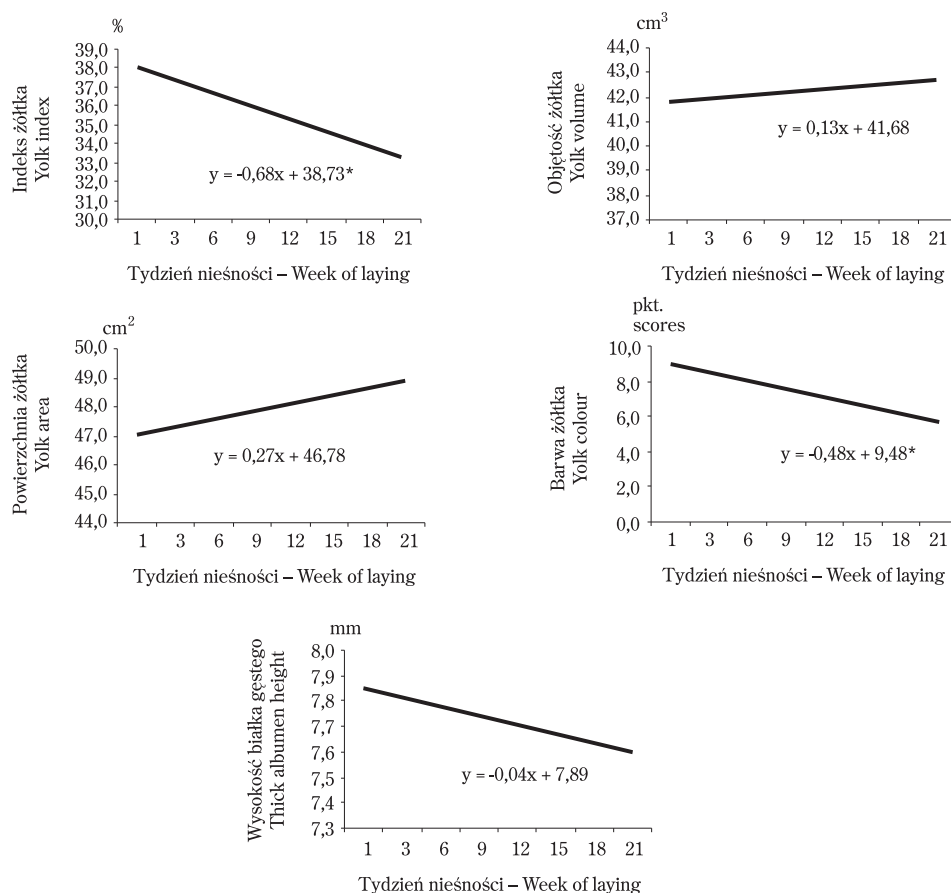 %
39,0
38,0
37,0
36,0
35,0
34,0
33,0
32,0
31,0
30,0
Indeks żółtka
Yolk index
y = -0,68x + 38,73*
1 3 6 9 12 15 18 21
Tydzień nieśności – Week of laying
cm³
44,0
43,0
42,0
41,0
40,0
39,0
38,0
37,0
Objętość żółtka
Yolk volume
y = 0,13x + 41,68
1 3 6 9 12 15 18 21
Tydzień nieśności – Week of laying
cm²
50,0
49,0
48,0
47,0
46,0
45,0
44,0
Powierzchnia żółtka
Yolk area
y = 0,27x + 46,78
1 3 6 9 12 15 18 21
Tydzień nieśności – Week of laying
pkt.
scores
10,0
8,0
6,0
4,0
2,0
0,0
Barwa żółtka
Yolk colour
y = -0,48x + 9,48*
1 3 6 9 12 15 18 21
Tydzień nieśności – Week of laying
mm
8,0
7,9
7,8
7,7
7,6
7,5
7,4
7,3
Wysokość białka gęstego
Thick albumen height
y = -0,04x + 7,89
1 3 6 9 12 15 18 21
Tydzień nieśności – Week of laying